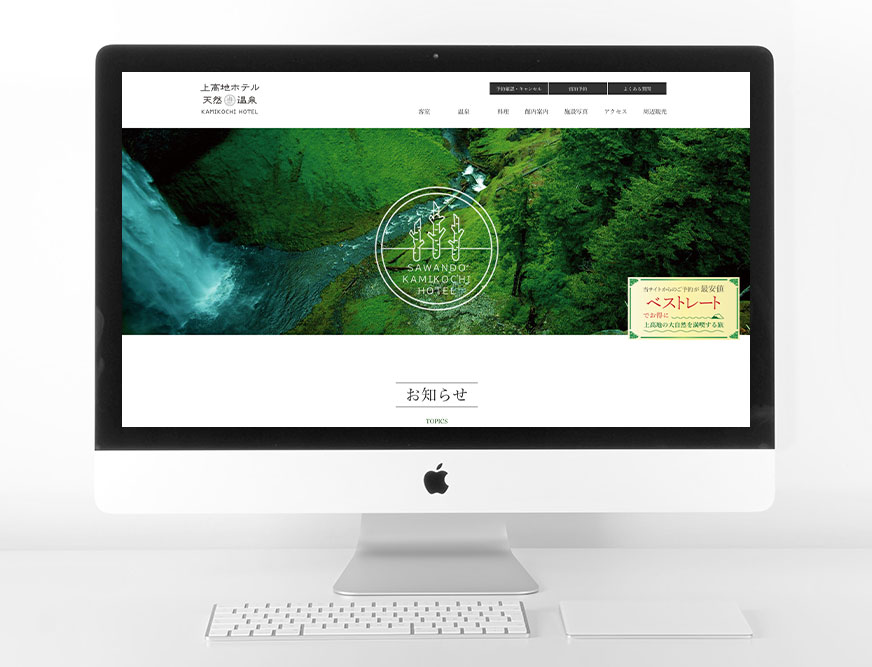 上高地ホテル
天然 温泉
KAMIKOCHI HOTEL
予約確認・キャンセル
宿泊予約
よくある質問
客室
温泉
料理
館内案内
施設写真
アクセス
周辺観光
SAWANDO
KAMIKOCHI
HOTEL
当サイトからのご予約が 最安値
ベストレート
でお得に
上高地の大自然を満喫する旅
お知らせ
TOPICS